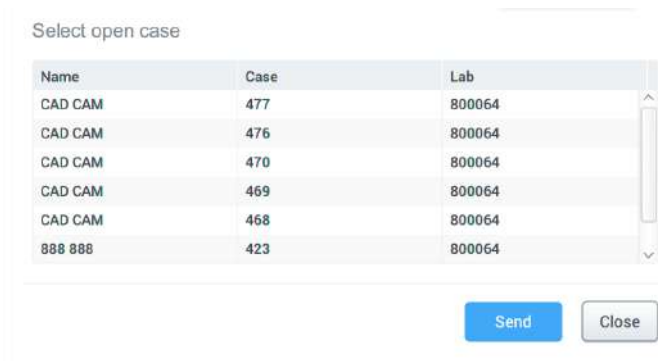 Select open case
Name Case Lab
CAD CAM 477 800064
CAD CAM 476 800064
CAD CAM 470 800064
CAD CAM 469 800064
CAD CAM 468 800064
888 888 423 800064
Send Close